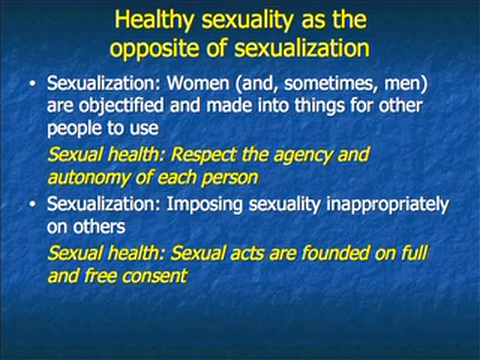 Healthy sexuality as the
opposite of sexualization
• Sexualization: Women (and, sometimes, men)
are objectified and made into things for other
people to use
Sexual health: Respect the agency and
autonomy of each person
• Sexualization: Imposing sexuality inappropriately
on others
Sexual health: Sexual acts are founded on full
and free consent